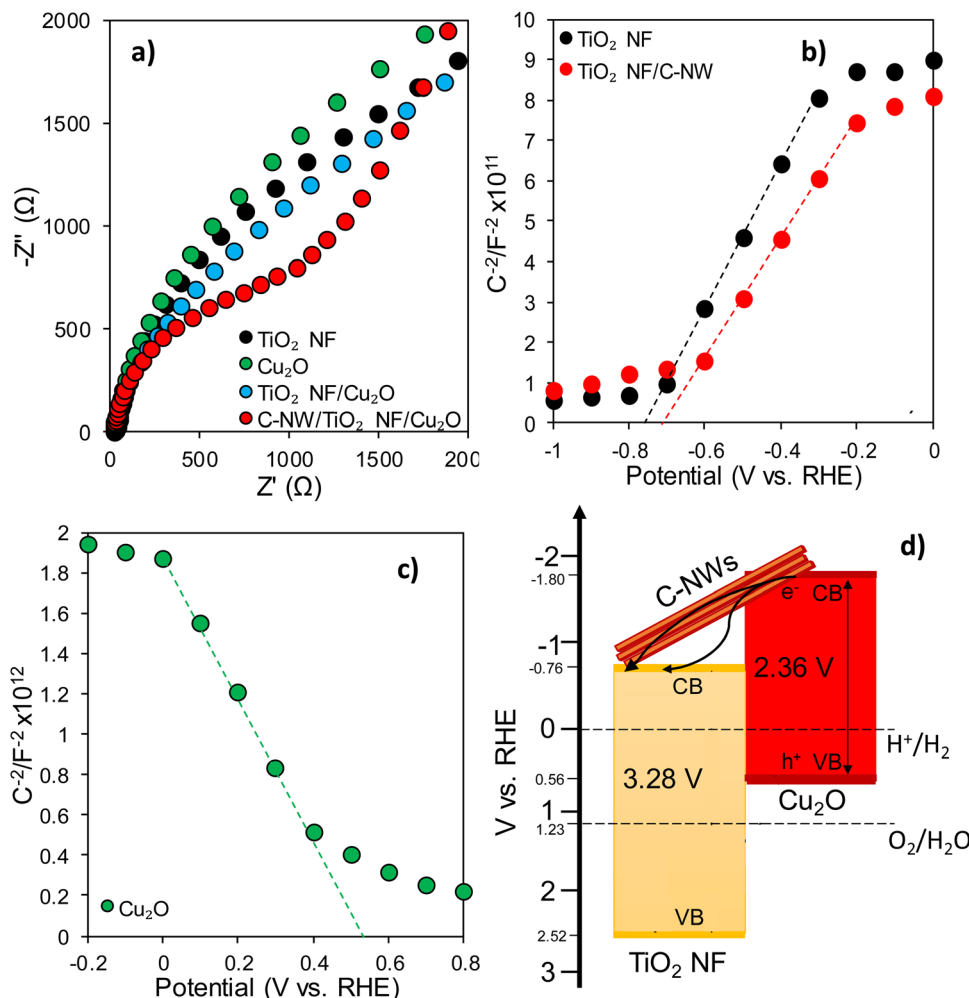 a)
2000
1500
1000
500
0
-Z'' (Ω)
0
500
1000
1500
200
Z' (Ω)
TiO₂ NF
Cu₂O
TiO₂ NF/Cu₂O
C-NW/TiO₂ NF/Cu₂O
b)
TiO₂ NF
TiO₂ NF/C-NW
10
9
8
7
6
5
4
3
2
1
0
C⁻²/F⁻² x10¹¹
-1
-0.8
-0.6
-0.4
-0.2
0
Potential (V vs. RHE)
c)
2
1.8
1.6
1.4
1.2
1
0.8
0.6
0.4
0.2
0
C⁻²/F⁻² x10¹²
Cu₂O
-0.2
0
0.2
0.4
0.6
0.8
Potential (V vs. RHE)
d)
V vs. RHE
-2
-1.80
-1
-0.76
0
0.56
1
1.23
2
2.52
3
C-NWs
e⁻ CB
2.36 V
CB
3.28 V
h⁺ VB
H⁺/H₂
Cu₂O
O₂/H₂O
VB
TiO₂ NF